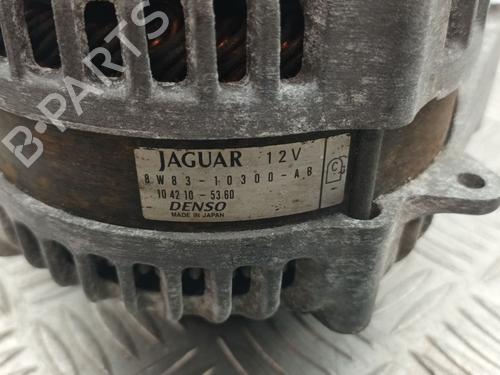 B-PARTS
JAGUAR 12V
8W83-10300-AB
104210-5360
DENSO
MADE IN JAPAN